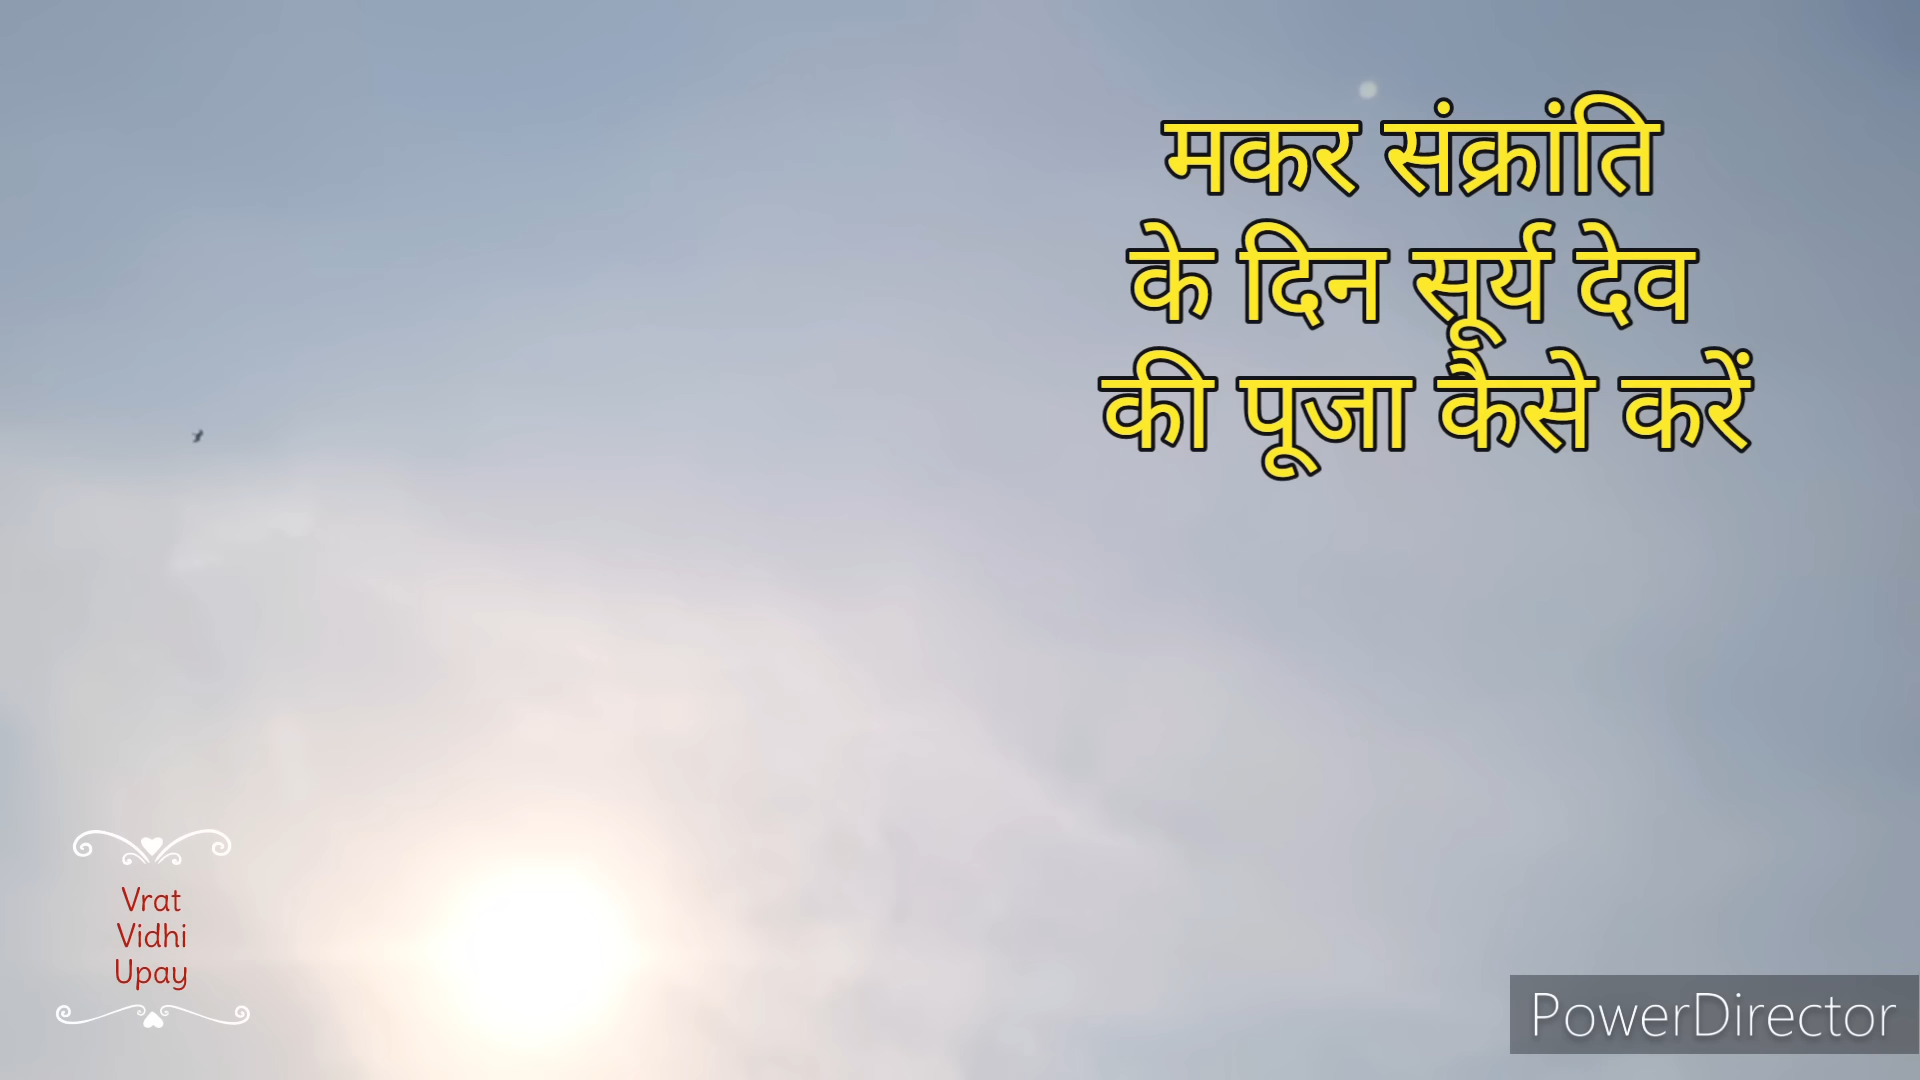 मकर संक्रांति
के दिन सूर्य देव
की पूजा कैसे करें
Vrat
Vidhi
Upay
PowerDirector